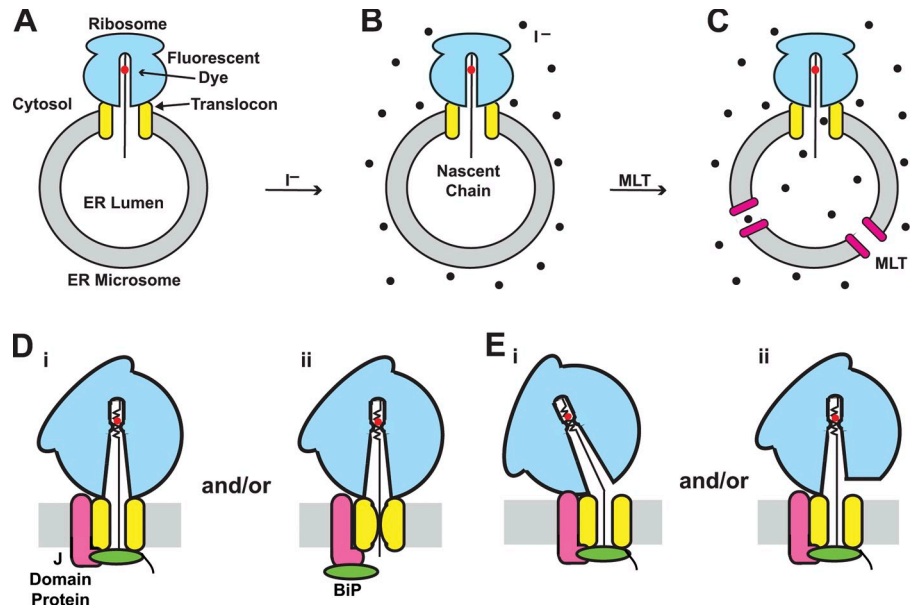 A
Ribosome
Fluorescent
Dye
Cytosol
Translocon
ER Lumen
ER Microsome
I–
B
I–
Nascent
Chain
MLT
C
MLT
D
i
ii
and/or
J
Domain
Protein
BiP
E
i
ii
and/or